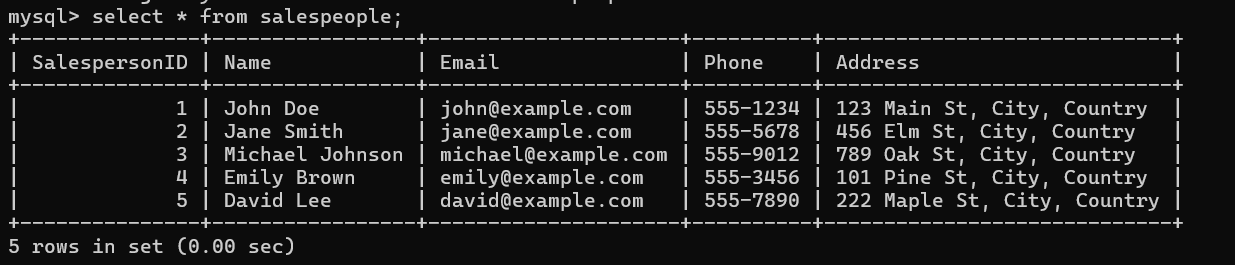 mysql> select * from salespeople;
+---------------+-----------------+---------------------+----------+-----------------------------+
| SalespersonID | Name            | Email               | Phone    | Address                     |
+---------------+-----------------+---------------------+----------+-----------------------------+
|             1 | John Doe        | john@example.com    | 555-1234 | 123 Main St, City, Country  |
|             2 | Jane Smith      | jane@example.com    | 555-5678 | 456 Elm St, City, Country   |
|             3 | Michael Johnson | michael@example.com | 555-9012 | 789 Oak St, City, Country   |
|             4 | Emily Brown     | emily@example.com   | 555-3456 | 101 Pine St, City, Country  |
|             5 | David Lee       | david@example.com   | 555-7890 | 222 Maple St, City, Country |
+---------------+-----------------+---------------------+----------+-----------------------------+
5 rows in set (0.00 sec)